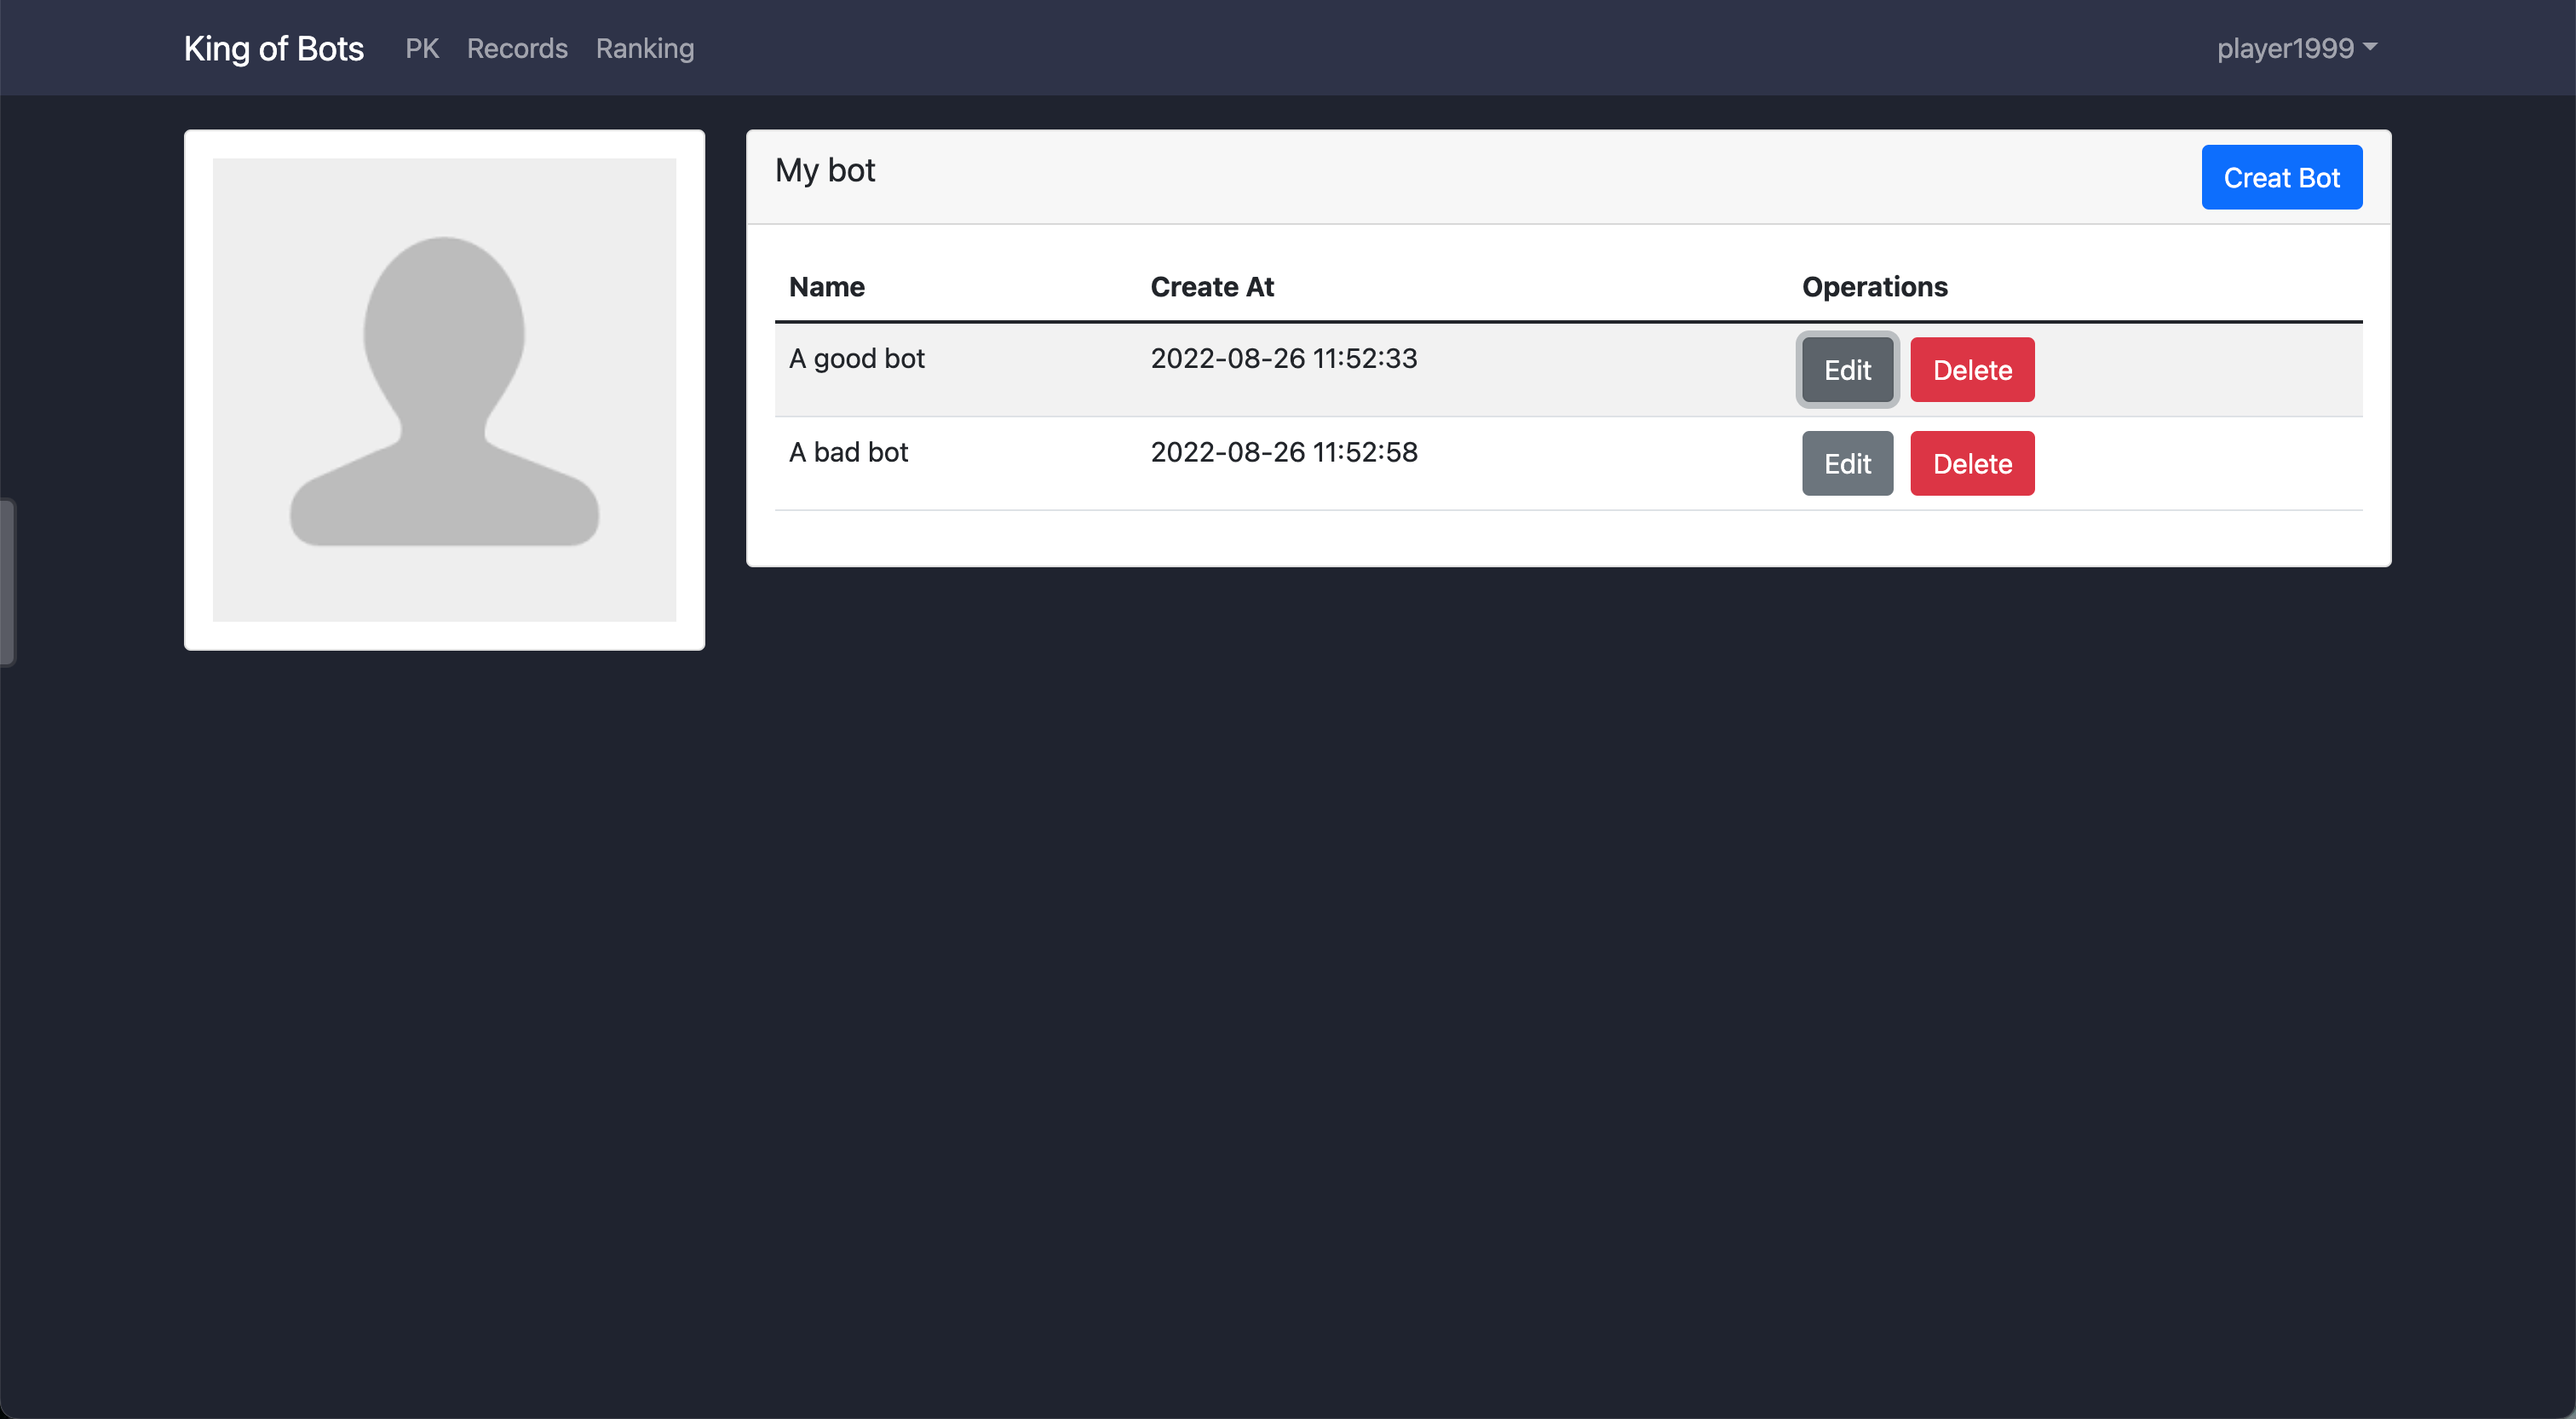 King of Bots PK Records Ranking player1999
My bot Creat Bot
Name Create At Operations
A good bot 2022-08-26 11:52:33 Edit Delete
A bad bot 2022-08-26 11:52:58 Edit Delete